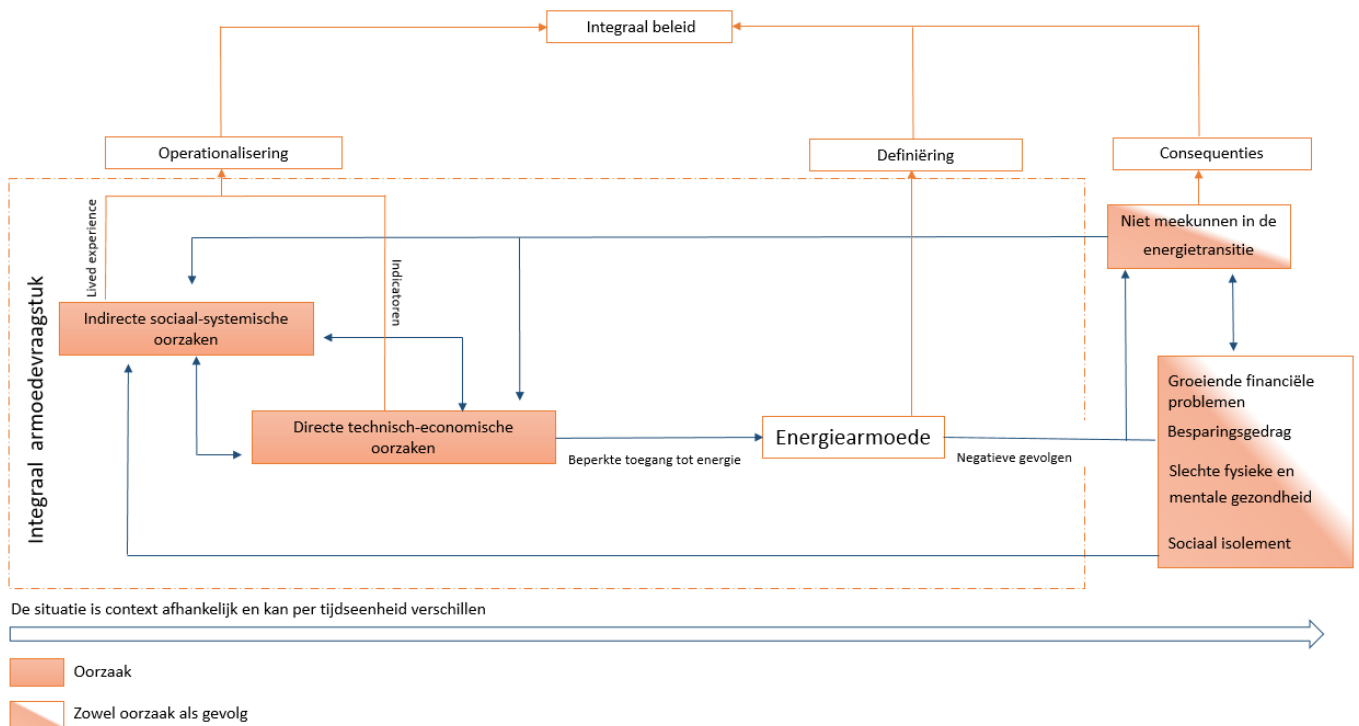 Integraal beleid
Operationalisering
Definiëring
Consequenties
Integraal armoedevraagstuk
Lived experience
Indicatoren
Niet meekunnen in de
energietransitie
Indirecte sociaal-systemische
oorzaken
Directe technisch-economische
oorzaken
Beperkte toegang tot energie
Energiearmoede
Negatieve gevolgen
Groeiende financiële
problemen
Besparingsgedrag
Slechte fysieke en
mentale gezondheid
Sociaal isolement
De situatie is context afhankelijk en kan per tijdseenheid verschillen
Oorzaak
Zowel oorzaak als gevolg